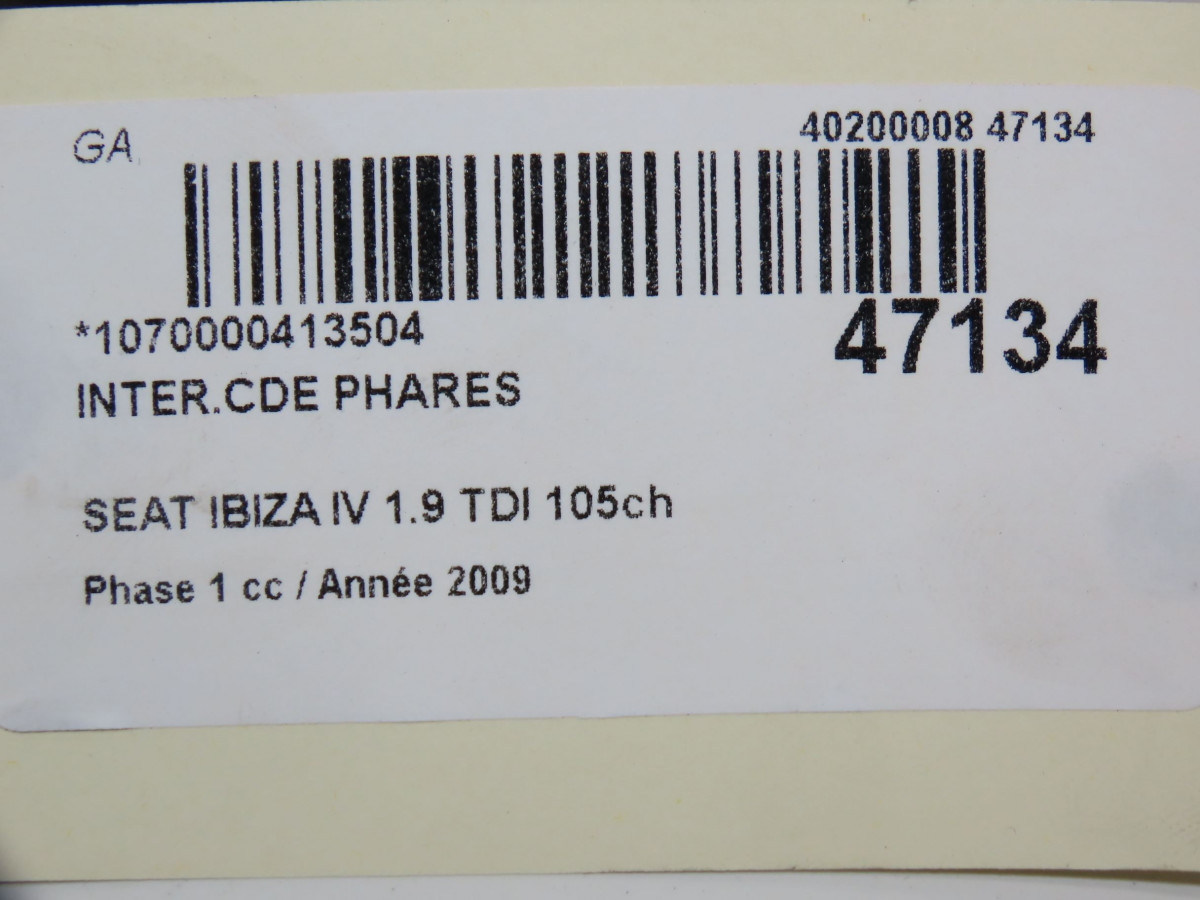 GA
40200008 47134
*1070000413504
47134
INTER.CDE PHARES
SEAT IBIZA IV 1.9 TDI 105ch
Phase 1 cc / Année 2009